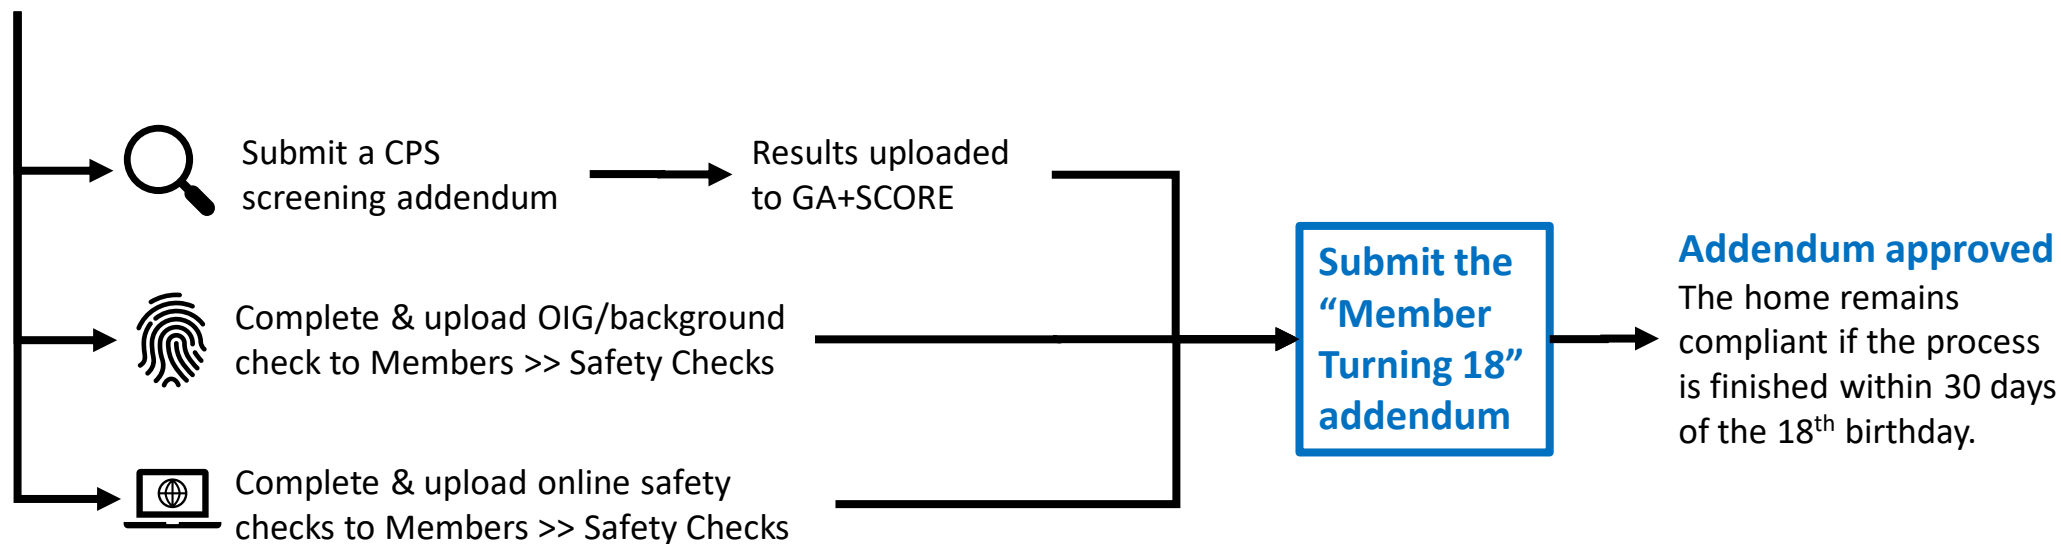 Submit a CPS
screening addendum
Results uploaded
to GA+SCORE
Complete & upload OIG/background
check to Members >> Safety Checks
Complete & upload online safety
checks to Members >> Safety Checks
Submit the
“Member
Turning 18”
addendum
Addendum approved
The home remains
compliant if the process
is finished within 30 days
of the 18th birthday.